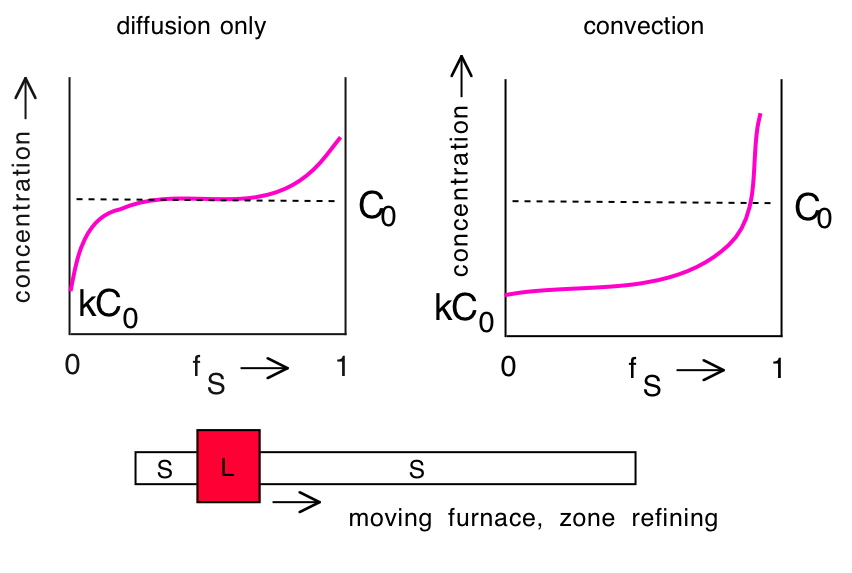 diffusion only
convection
concentration
C0
kC0
0 fS 1
concentration
C0
kC0
0 fS 1
S L S
moving furnace, zone refining